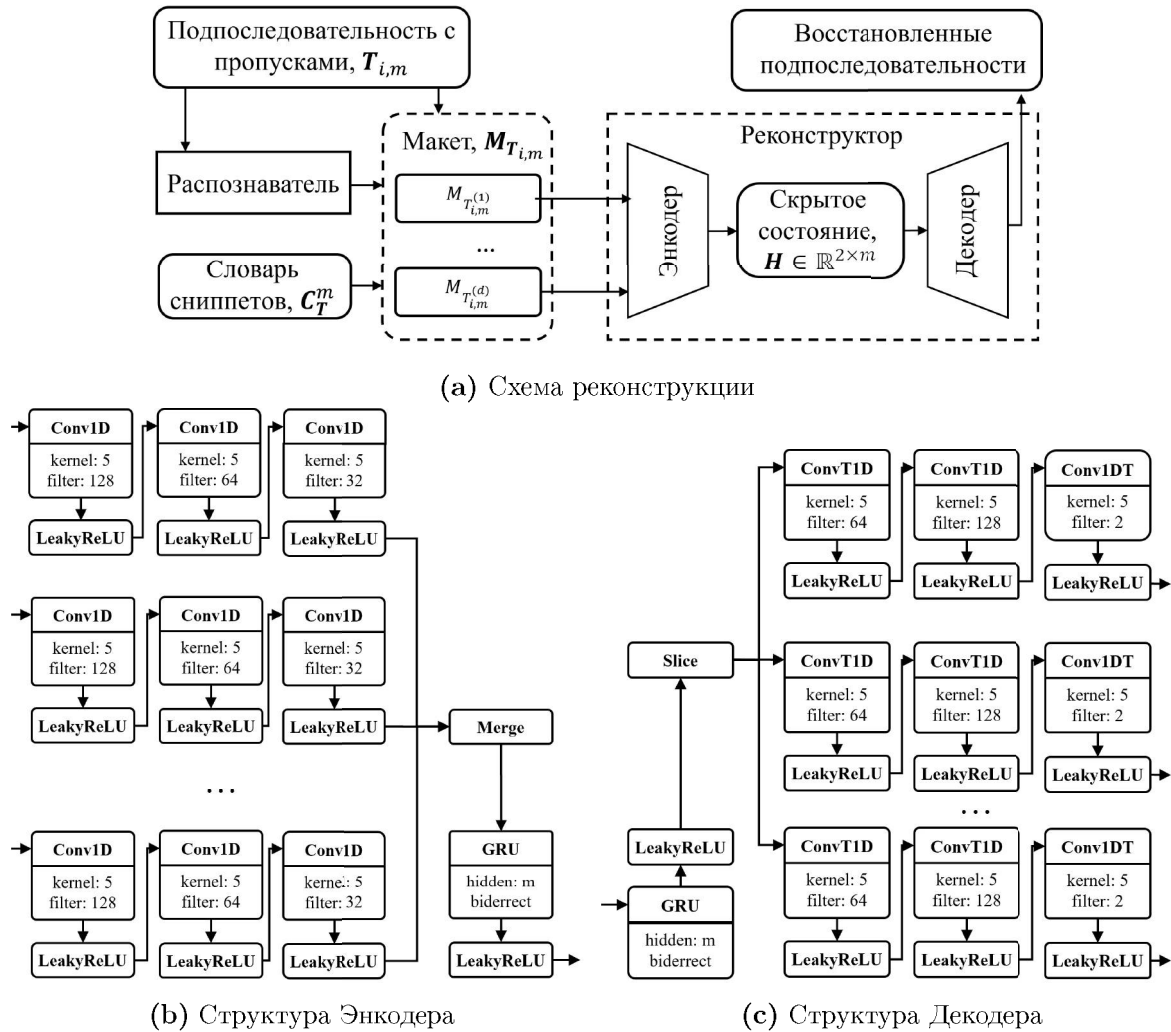 Подпоследовательность с
пропусками, T_{i,m}
Восстановленные
подпоследовательности
Макет, M_{T_{i,m}}
Реконструктор
Распознаватель
M_{T_{i,m}^{(1)}}
...
M_{T_{i,m}^{(d)}}
Словарь
сниппетов, C_T^m
Энкодер
Скрытое
состояние,
H ∈ ℝ^{2×m}
Декодер
(a) Схема реконструкции
Conv1D
kernel: 5
filter: 128
LeakyReLU
Conv1D
kernel: 5
filter: 64
LeakyReLU
Conv1D
kernel: 5
filter: 32
LeakyReLU
Conv1D
kernel: 5
filter: 128
LeakyReLU
Conv1D
kernel: 5
filter: 64
LeakyReLU
Conv1D
kernel: 5
filter: 32
LeakyReLU
...
Conv1D
kernel: 5
filter: 128
LeakyReLU
Conv1D
kernel: 5
filter: 64
LeakyReLU
Conv1D
kernel: 5
filter: 32
LeakyReLU
Merge
GRU
hidden: m
biderrect
LeakyReLU
(b) Структура Энкодера
GRU
hidden: m
biderrect
LeakyReLU
Slice
ConvT1D
kernel: 5
filter: 64
LeakyReLU
ConvT1D
kernel: 5
filter: 128
LeakyReLU
Conv1DT
kernel: 5
filter: 2
LeakyReLU
ConvT1D
kernel: 5
filter: 64
LeakyReLU
ConvT1D
kernel: 5
filter: 128
LeakyReLU
Conv1DT
kernel: 5
filter: 2
LeakyReLU
...
ConvT1D
kernel: 5
filter: 64
LeakyReLU
ConvT1D
kernel: 5
filter: 128
LeakyReLU
Conv1DT
kernel: 5
filter: 2
LeakyReLU
(c) Структура Декодера